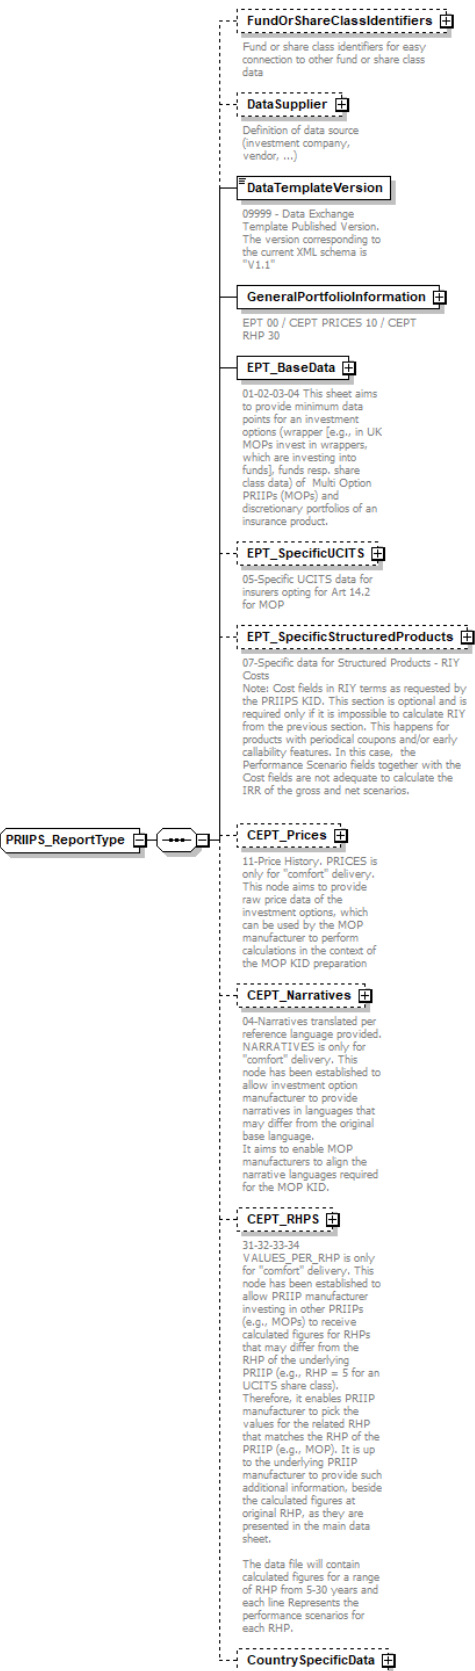 FundOrShareClassIdentifiers
Fund or share class identifiers for easy
connection to other fund or share class
data
DataSupplier
Definition of data source
(investment company,
vendor, ...)
DataTemplateVersion
09999 - Data Exchange
Template Published Version.
The version corresponding to
the current XML schema is
"V1.1"
GeneralPortfolioInformation
EPT 00 / CEPT PRICES 10 / CEPT
RHP 30
EPT_BaseData
01-02-03-04 This sheet aims
to provide minimum data
points for an investment
options (wrapper [e.g., in UK
MOPs invest in wrappers,
which are investing into
funds], funds resp. share
class data) of  Multi Option
PRIIPs (MOPs) and
discretionary portfolios of an
insurance product.
EPT_SpecificUCITS
05-Specific UCITS data for
insurers opting for Art 14.2
for MOP
EPT_SpecificStructuredProducts
07-Specific data for Structured Products - RIY
Costs
Note: Cost fields in RIY terms as requested by
the PRIIPS KID. This section is optional and is
required only if it is impossible to calculate RIY
from the previous section. This happens for
products with periodical coupons and/or early
callability features. In this case,  the
Performance Scenario fields together with the
Cost fields are not adequate to calculate the
IRR of the gross and net scenarios.
PRIIPS_ReportType
CEPT_Prices
11-Price History. PRICES is
only for "comfort" delivery.
This node aims to provide
raw price data of the
investment options, which
can be used by the MOP
manufacturer to perform
calculations in the context of
the MOP KID preparation
CEPT_Narratives
04-Narratives translated per
reference language provided.
NARRATIVES is only for
"comfort" delivery. This
node has been established to
allow investment option
manufacturer to provide
narratives in languages that
may differ from the original
base language.
It aims to enable MOP
manufacturers to align the
narrative languages required
for the MOP KID.
CEPT_RHPS
31-32-33-34
VALUES_PER_RHP is only
for "comfort" delivery. This
node has been established to
allow PRIIP manufacturer
investing in other PRIIPs
(e.g., MOPs) to receive
calculated figures for RHPs
that may differ from the
RHP of the underlying
PRIIP (e.g., RHP = 5 for an
UCITS share class).
Therefore, it enables PRIIP
manufacturer to pick the
values for the related RHP
that matches the RHP of the
PRIIP (e.g., MOP). It is up
to the underlying PRIIP
manufacturer to provide such
additional information, beside
the calculated figures at
original RHP, as they are
presented in the main data
sheet.
The data file will contain
calculated figures for a range
of RHP from 5-30 years and
each line Represents the
performance scenarios for
each RHP.
CountrySpecificData